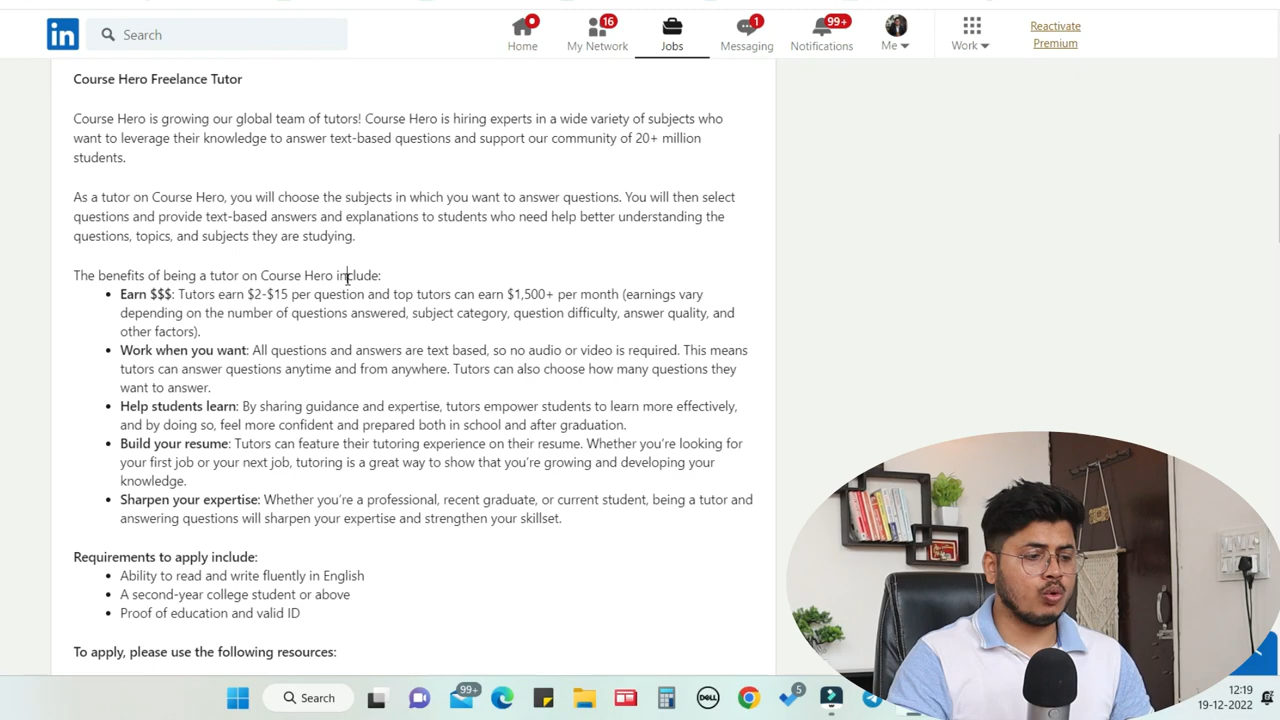 in
Search
Home
16
My Network
Jobs
1
Messaging
99+
Notifications
Me
Work
Reactivate
Premium
Course Hero Freelance Tutor
Course Hero is growing our global team of tutors! Course Hero is hiring experts in a wide variety of subjects who
want to leverage their knowledge to answer text-based questions and support our community of 20+ million
students.
As a tutor on Course Hero, you will choose the subjects in which you want to answer questions. You will then select
questions and provide text-based answers and explanations to students who need help better understanding the
questions, topics, and subjects they are studying.
The benefits of being a tutor on Course Hero include:
• Earn $$$: Tutors earn $2-$15 per question and top tutors can earn $1,500+ per month (earnings vary
depending on the number of questions answered, subject category, question difficulty, answer quality, and
other factors).
• Work when you want: All questions and answers are text based, so no audio or video is required. This means
tutors can answer questions anytime and from anywhere. Tutors can also choose how many questions they
want to answer.
• Help students learn: By sharing guidance and expertise, tutors empower students to learn more effectively,
and by doing so, feel more confident and prepared both in school and after graduation.
• Build your resume: Tutors can feature their tutoring experience on their resume. Whether you're looking for
your first job or your next job, tutoring is a great way to show that you're growing and developing your
knowledge.
• Sharpen your expertise: Whether you're a professional, recent graduate, or current student, being a tutor and
answering questions will sharpen your expertise and strengthen your skillset.
Requirements to apply include:
• Ability to read and write fluently in English
• A second-year college student or above
• Proof of education and valid ID
To apply, please use the following resources:
Search
99+
DELL
5
12:19
19-12-2022